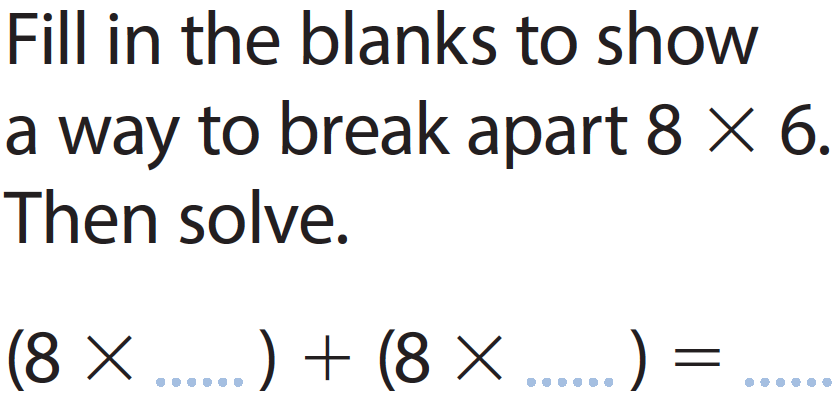 Fill in the blanks to show
a way to break apart 8 × 6.
Then solve.
(8 × ...... ) + (8 × ...... ) = ......